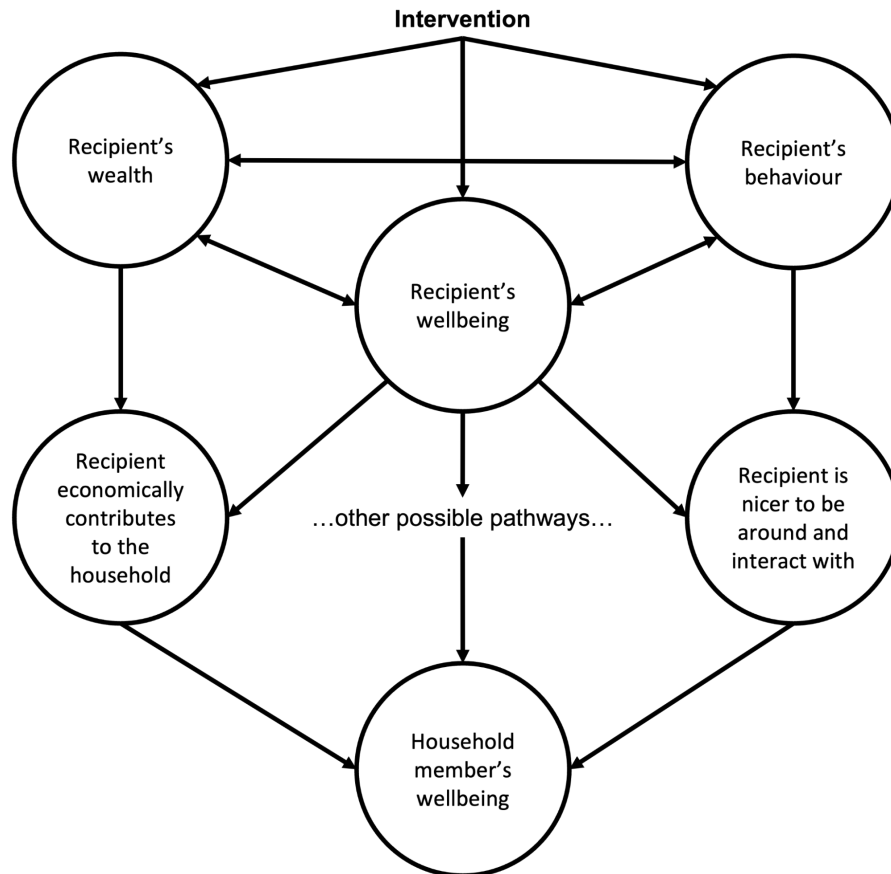 Intervention
Recipient’s
wealth
Recipient’s
behaviour
Recipient’s
wellbeing
Recipient
economically
contributes
to the
household
…other possible pathways…
Recipient is
nicer to be
around and
interact with
Household
member’s
wellbeing